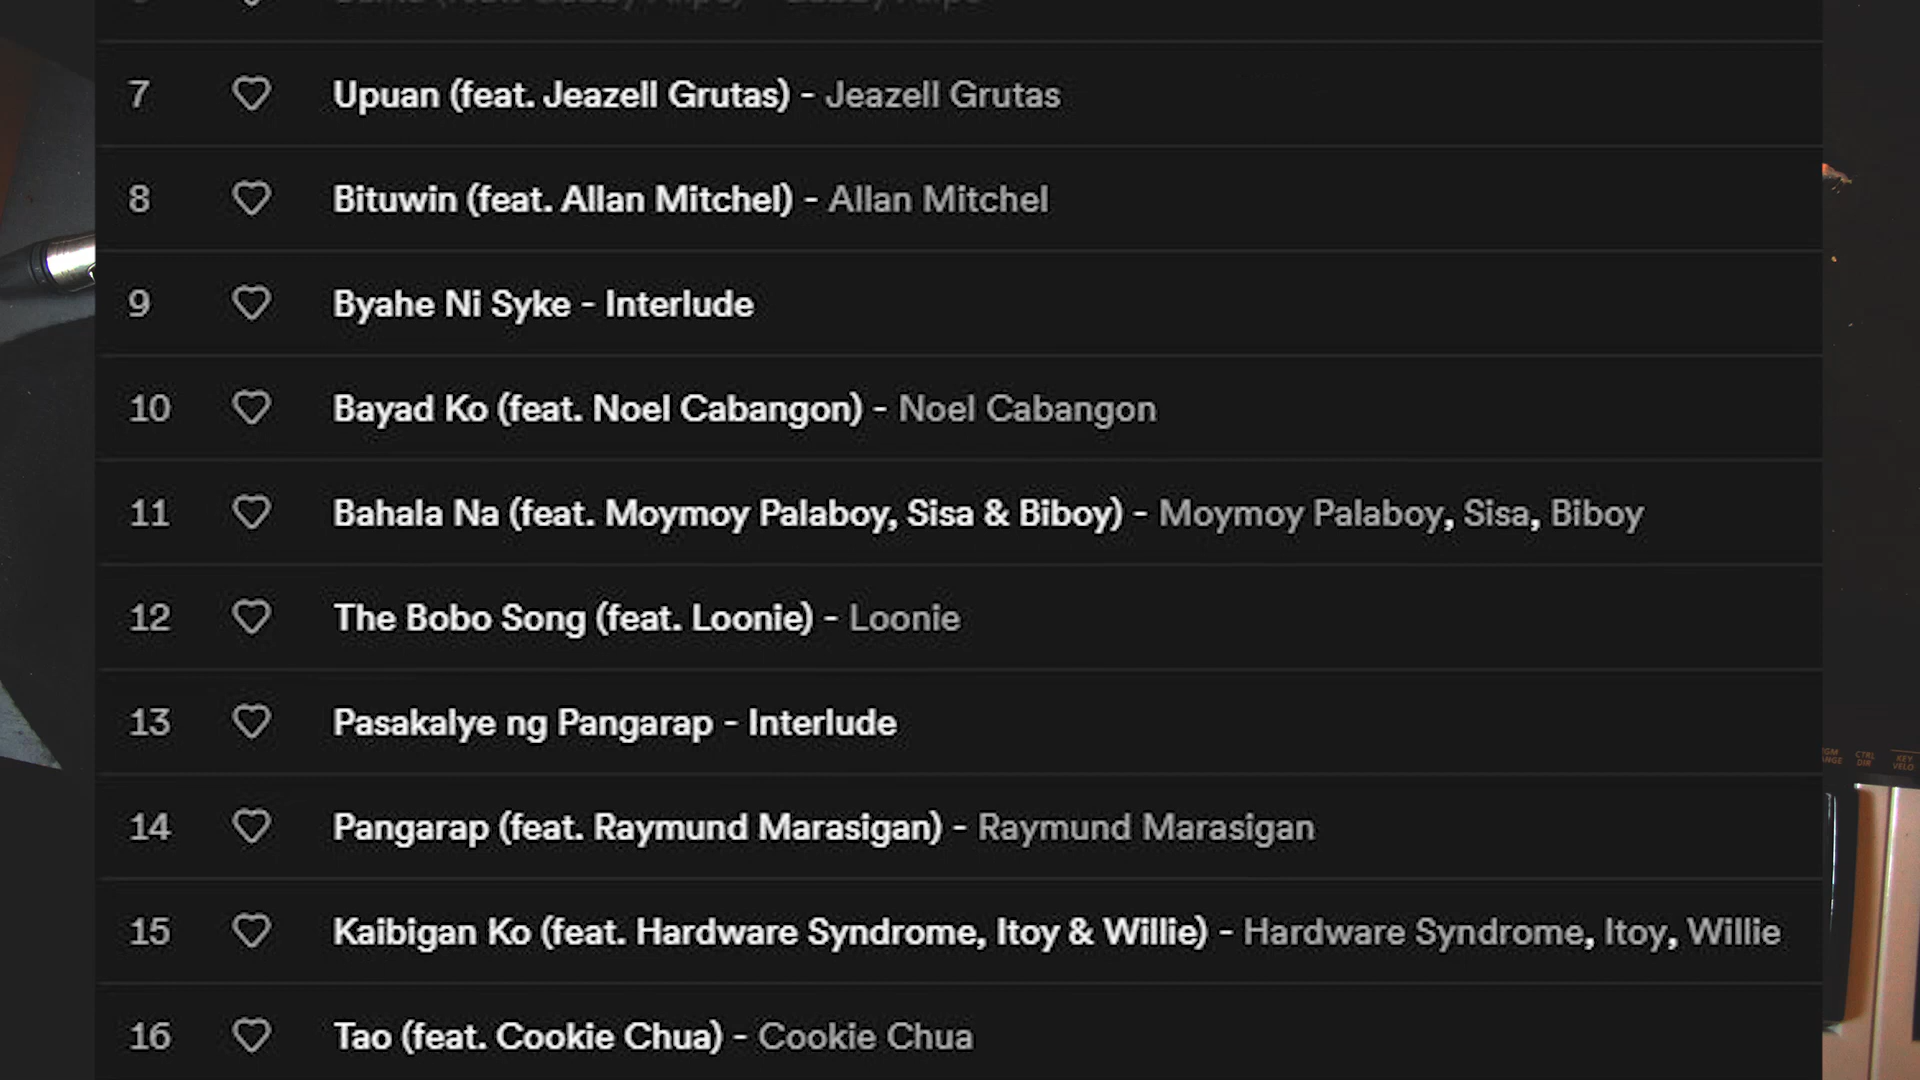 7 Upuan (feat. Jeazell Grutas) - Jeazell Grutas
8 Bituwin (feat. Allan Mitchel) - Allan Mitchel
9 Byahe Ni Syke - Interlude
10 Bayad Ko (feat. Noel Cabangon) - Noel Cabangon
11 Bahala Na (feat. Moymoy Palaboy, Sisa & Biboy) - Moymoy Palaboy, Sisa, Biboy
12 The Bobo Song (feat. Loonie) - Loonie
13 Pasakalye ng Pangarap - Interlude
14 Pangarap (feat. Raymund Marasigan) - Raymund Marasigan
15 Kaibigan Ko (feat. Hardware Syndrome, Itoy & Willie) - Hardware Syndrome, Itoy, Willie
16 Tao (feat. Cookie Chua) - Cookie Chua
CTRL KEY
DIR VELO